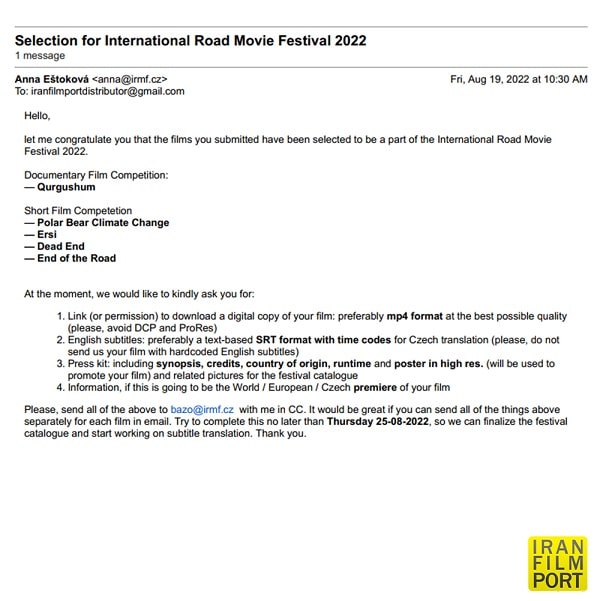 Selection for International Road Movie Festival 2022
1 message
Anna Eštoková <anna@irmf.cz>
Fri, Aug 19, 2022 at 10:30 AM
To: iranfilmportdistributor@gmail.com
Hello,
let me congratulate you that the films you submitted have been selected to be a part of the International Road Movie
Festival 2022.
Documentary Film Competition:
— Qurgushum
Short Film Competetion
— Polar Bear Climate Change
— Ersi
— Dead End
— End of the Road
At the moment, we would like to kindly ask you for:
1. Link (or permission) to download a digital copy of your film: preferably mp4 format at the best possible quality
(please, avoid DCP and ProRes)
2. English subtitles: preferably a text-based SRT format with time codes for Czech translation (please, do not
send us your film with hardcoded English subtitles)
3. Press kit: including synopsis, credits, country of origin, runtime and poster in high res. (will be used to
promote your film) and related pictures for the festival catalogue
4. Information, if this is going to be the World / European / Czech premiere of your film
Please, send all of the above to bazo@irmf.cz with me in CC. It would be great if you can send all of the things above
separately for each film in email. Try to complete this no later than Thursday 25-08-2022, so we can finalize the festival
catalogue and start working on subtitle translation. Thank you.
IRAN
FILM
PORT